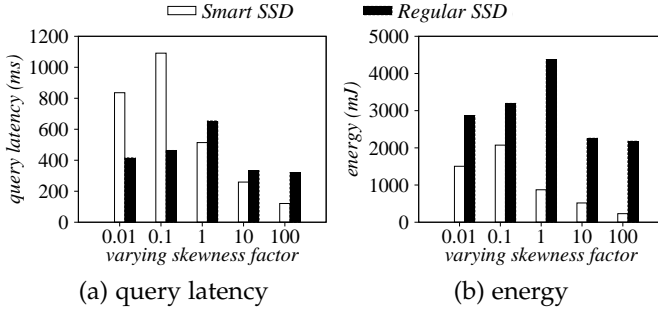 Smart SSD Regular SSD
1200
1000
800
600
400
200
0
query latency (ms)
0.01 0.1 1 10 100
varying skewness factor
(a) query latency
5000
4000
3000
2000
1000
0
energy (mJ)
0.01 0.1 1 10 100
varying skewness factor
(b) energy